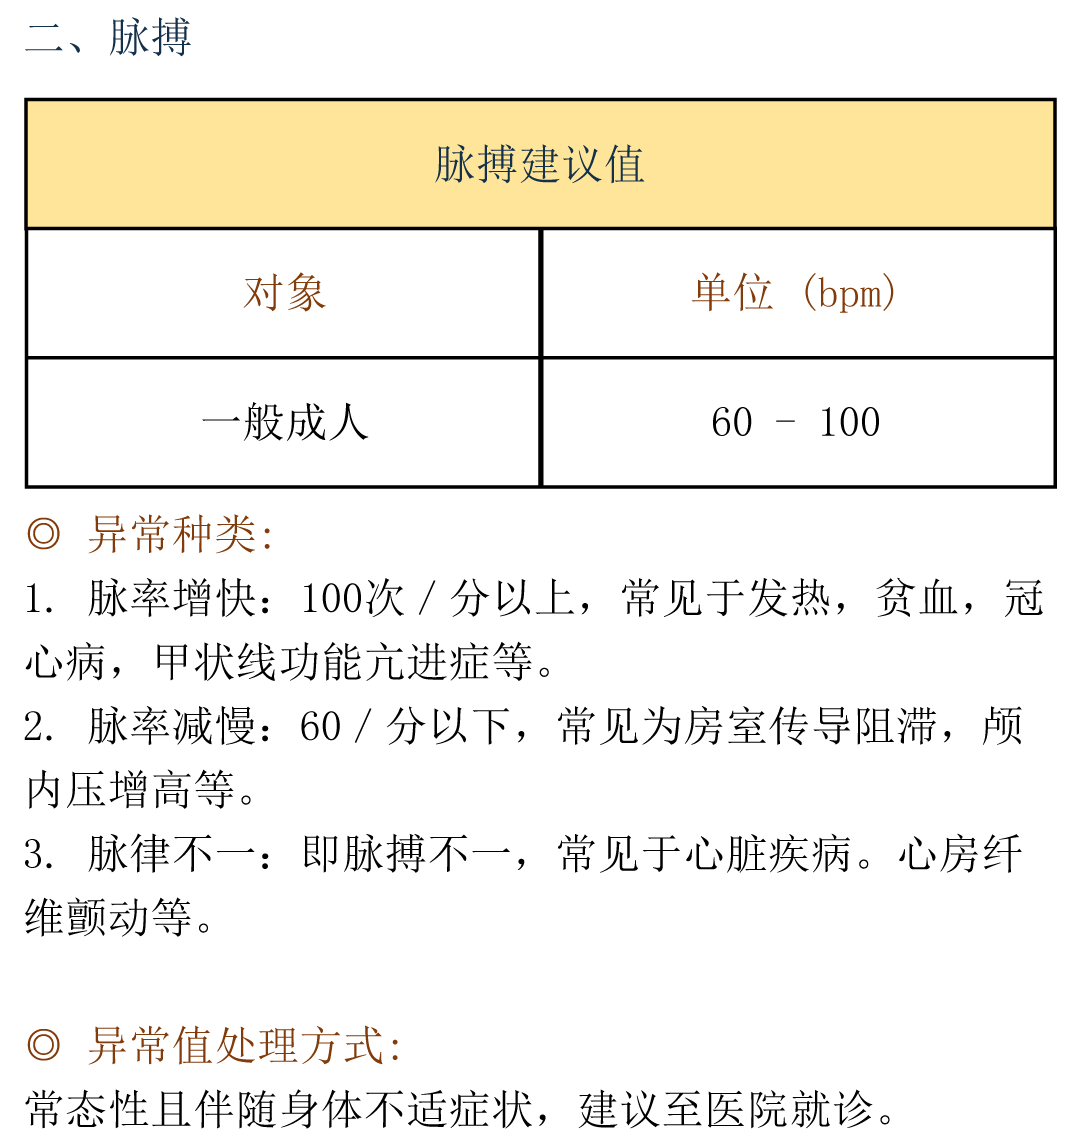 二、脉搏
脉搏建议值
对象 单位 (bpm)
一般成人 60 - 100
◎ 异常种类:
1. 脉率增快: 100次／分以上，常见于发热，贫血，冠
心病，甲状线功能亢进症等。
2. 脉率减慢: 60／分以下，常见为房室传导阻滞，颅
内压增高等。
3. 脉律不一: 即脉搏不一，常见于心脏疾病。心房纤
维颤动等。
◎ 异常值处理方式:
常态性且伴随身体不适症状，建议至医院就诊。